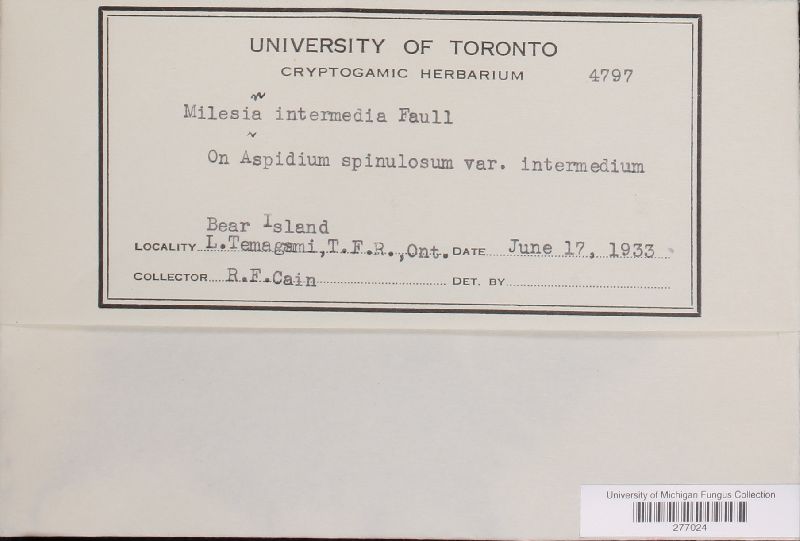 UNIVERSITY OF TORONTO
CRYPTOGAMIC HERBARIUM 4797
Milesia intermedia Faull
On Aspidium spinulosum var. intermedium
Bear Island
LOCALITY L.Temagami,T.F.R.,Ont. DATE June 17, 1933
COLLECTOR R.F.Cain DET. BY
University of Michigan Fungus Collection
277024